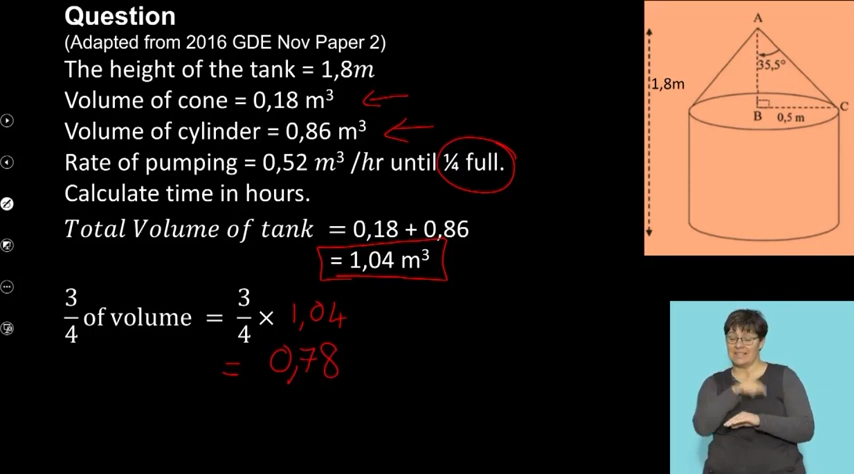 Question
(Adapted from 2016 GDE Nov Paper 2)
The height of the tank = 1,8m
Volume of cone = 0,18 m³
Volume of cylinder = 0,86 m³
Rate of pumping = 0,52 m³ /hr until ¼ full.
Calculate time in hours.
Total Volume of tank = 0,18 + 0,86
= 1,04 m³
3/4 of volume = 3/4 × 1,04
= 0,78
A
35,5°
1,8m
B 0,5 m C